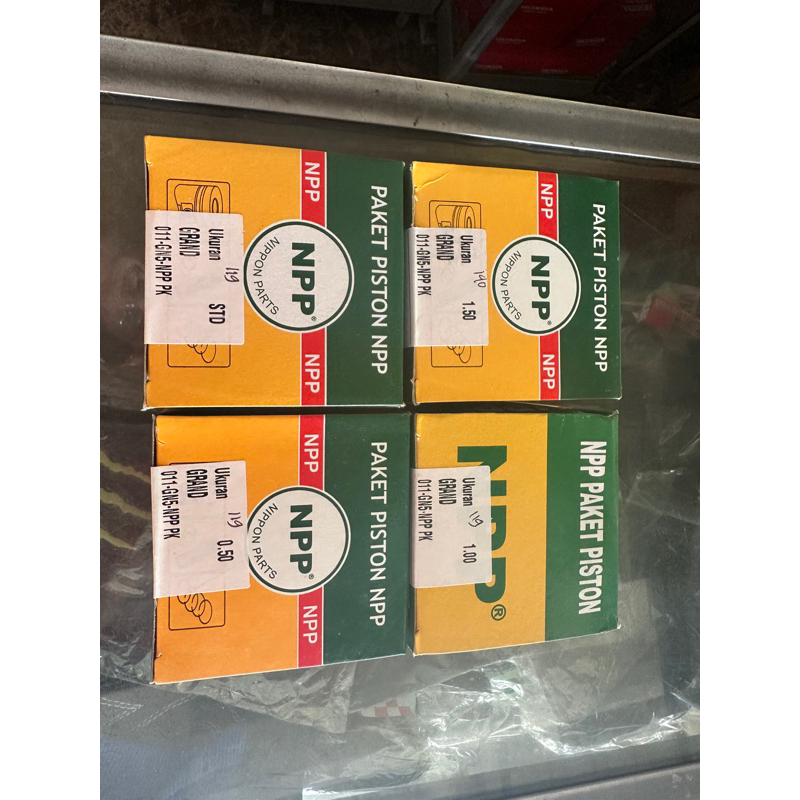 PAKET PISTON NPP
NPP
NPP
NPP®
NIPPON PARTS
Ukuran 1.50
GRAND
011-GN5-NPP PK
NPP PAKET PISTON
NPP®
Ukuran 1.00
GRAND
011-GN5-NPP PK
PAKET PISTON NPP
NPP
NPP
NPP®
NIPPON PARTS
Ukuran STD
GRAND
011-GN5-NPP PK
PAKET PISTON NPP
NPP
NPP
NPP®
NIPPON PARTS
Ukuran 0.50
GRAND
011-GN5-NPP PK